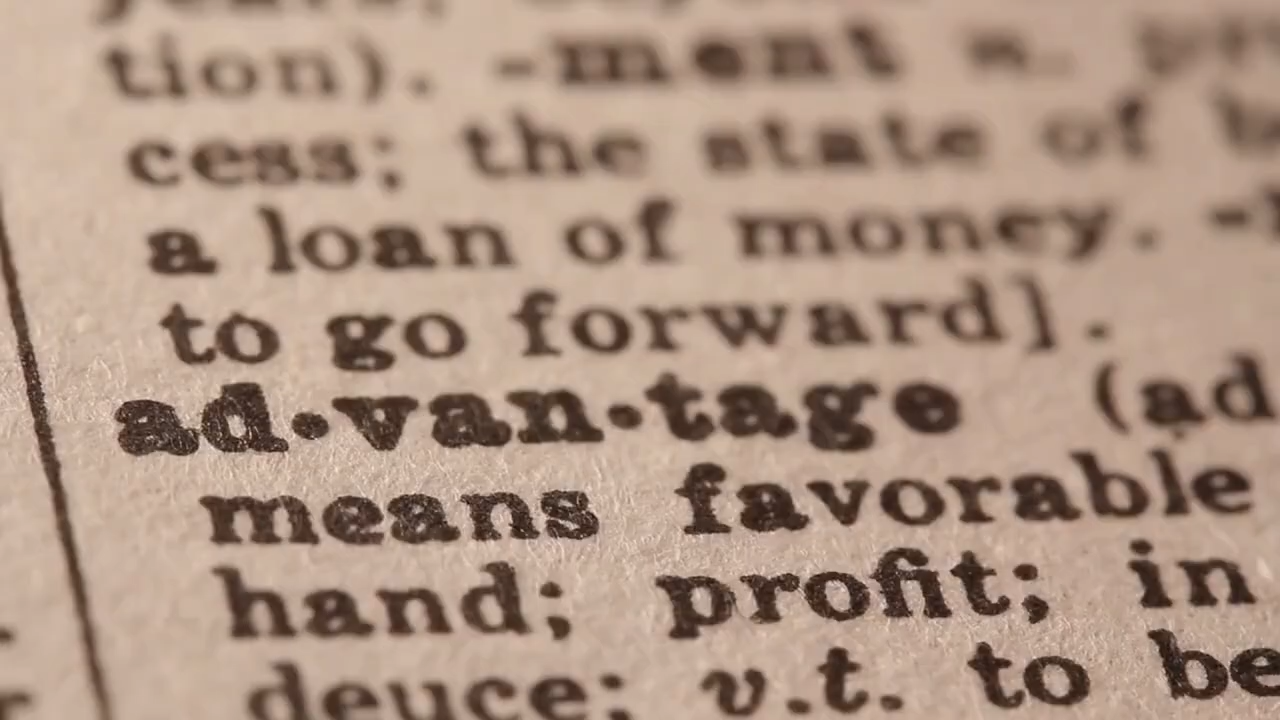 tion). -ment n.
cess; the state of
a loan of money.
to go forward].
ad•van•tage (ad
means favorable
hand; profit; in
deuce; v.t. to be